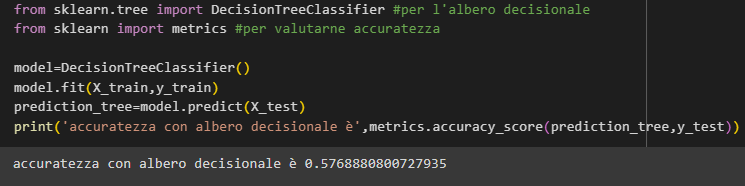 from sklearn.tree import DecisionTreeClassifier #per l'albero decisionale
from sklearn import metrics #per valutarne accuratezza
model=DecisionTreeClassifier()
model.fit(X_train,y_train)
prediction_tree=model.predict(X_test)
print('accuratezza con albero decisionale è',metrics.accuracy_score(prediction_tree,y_test))
accuratezza con albero decisionale è 0.5768880800727935